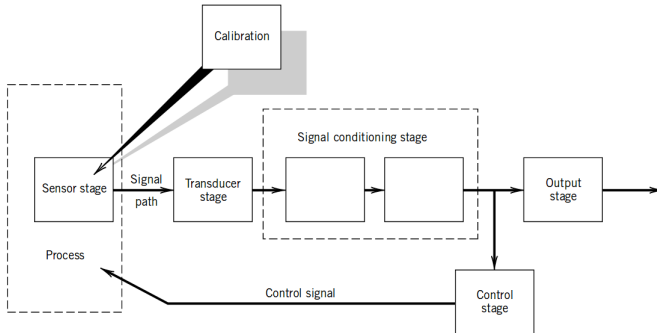 Calibration
Signal conditioning stage
Sensor stage
Signal
path
Transducer
stage
Output
stage
Process
Control signal
Control
stage